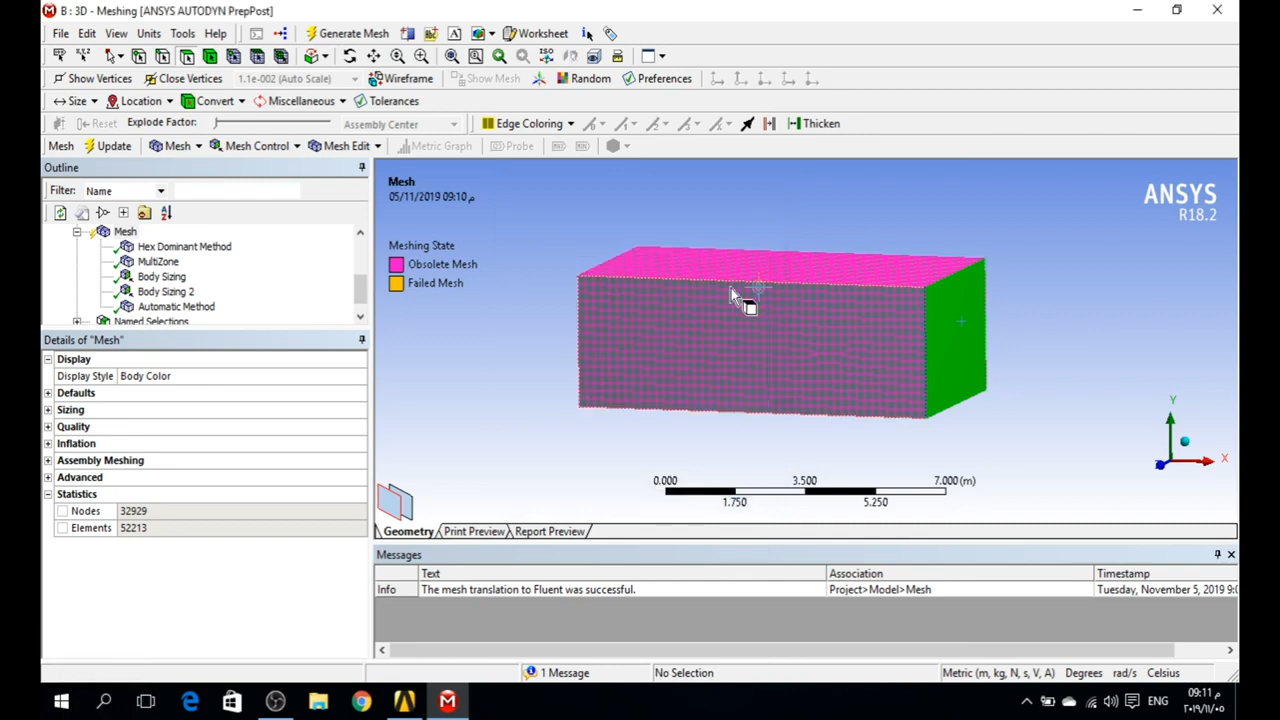 B : 3D - Meshing [ANSYS AUTODYN PrepPost]
File Edit View Units Tools Help Generate Mesh Worksheet
Show Vertices Close Vertices 1.1e-002 (Auto Scale) Wireframe Show Mesh Random Preferences
Size Location Convert Miscellaneous Tolerances
Reset Explode Factor: Assembly Center Edge Coloring Thicken
Mesh Update Mesh Mesh Control Mesh Edit Metric Graph Probe
Outline
Filter: Name
Mesh
Hex Dominant Method
MultiZone
Body Sizing
Body Sizing 2
Automatic Method
Named Selections
Details of "Mesh"
Display
Display Style Body Color
Defaults
Sizing
Quality
Inflation
Assembly Meshing
Advanced
Statistics
Nodes 32929
Elements 52213
Mesh
05/11/2019 09:10 م
Meshing State
Obsolete Mesh
Failed Mesh
ANSYS
R18.2
Y
X
0.000 3.500 7.000 (m)
1.750 5.250
Geometry Print Preview Report Preview
Messages
Text Association Timestamp
Info The mesh translation to Fluent was successful. Project>Model>Mesh Tuesday, November 5, 2019 9:0
1 Message No Selection Metric (m, kg, N, s, V, A) Degrees rad/s Celsius
ENG
09:11 م
٢٠١٩/١١/٠٥